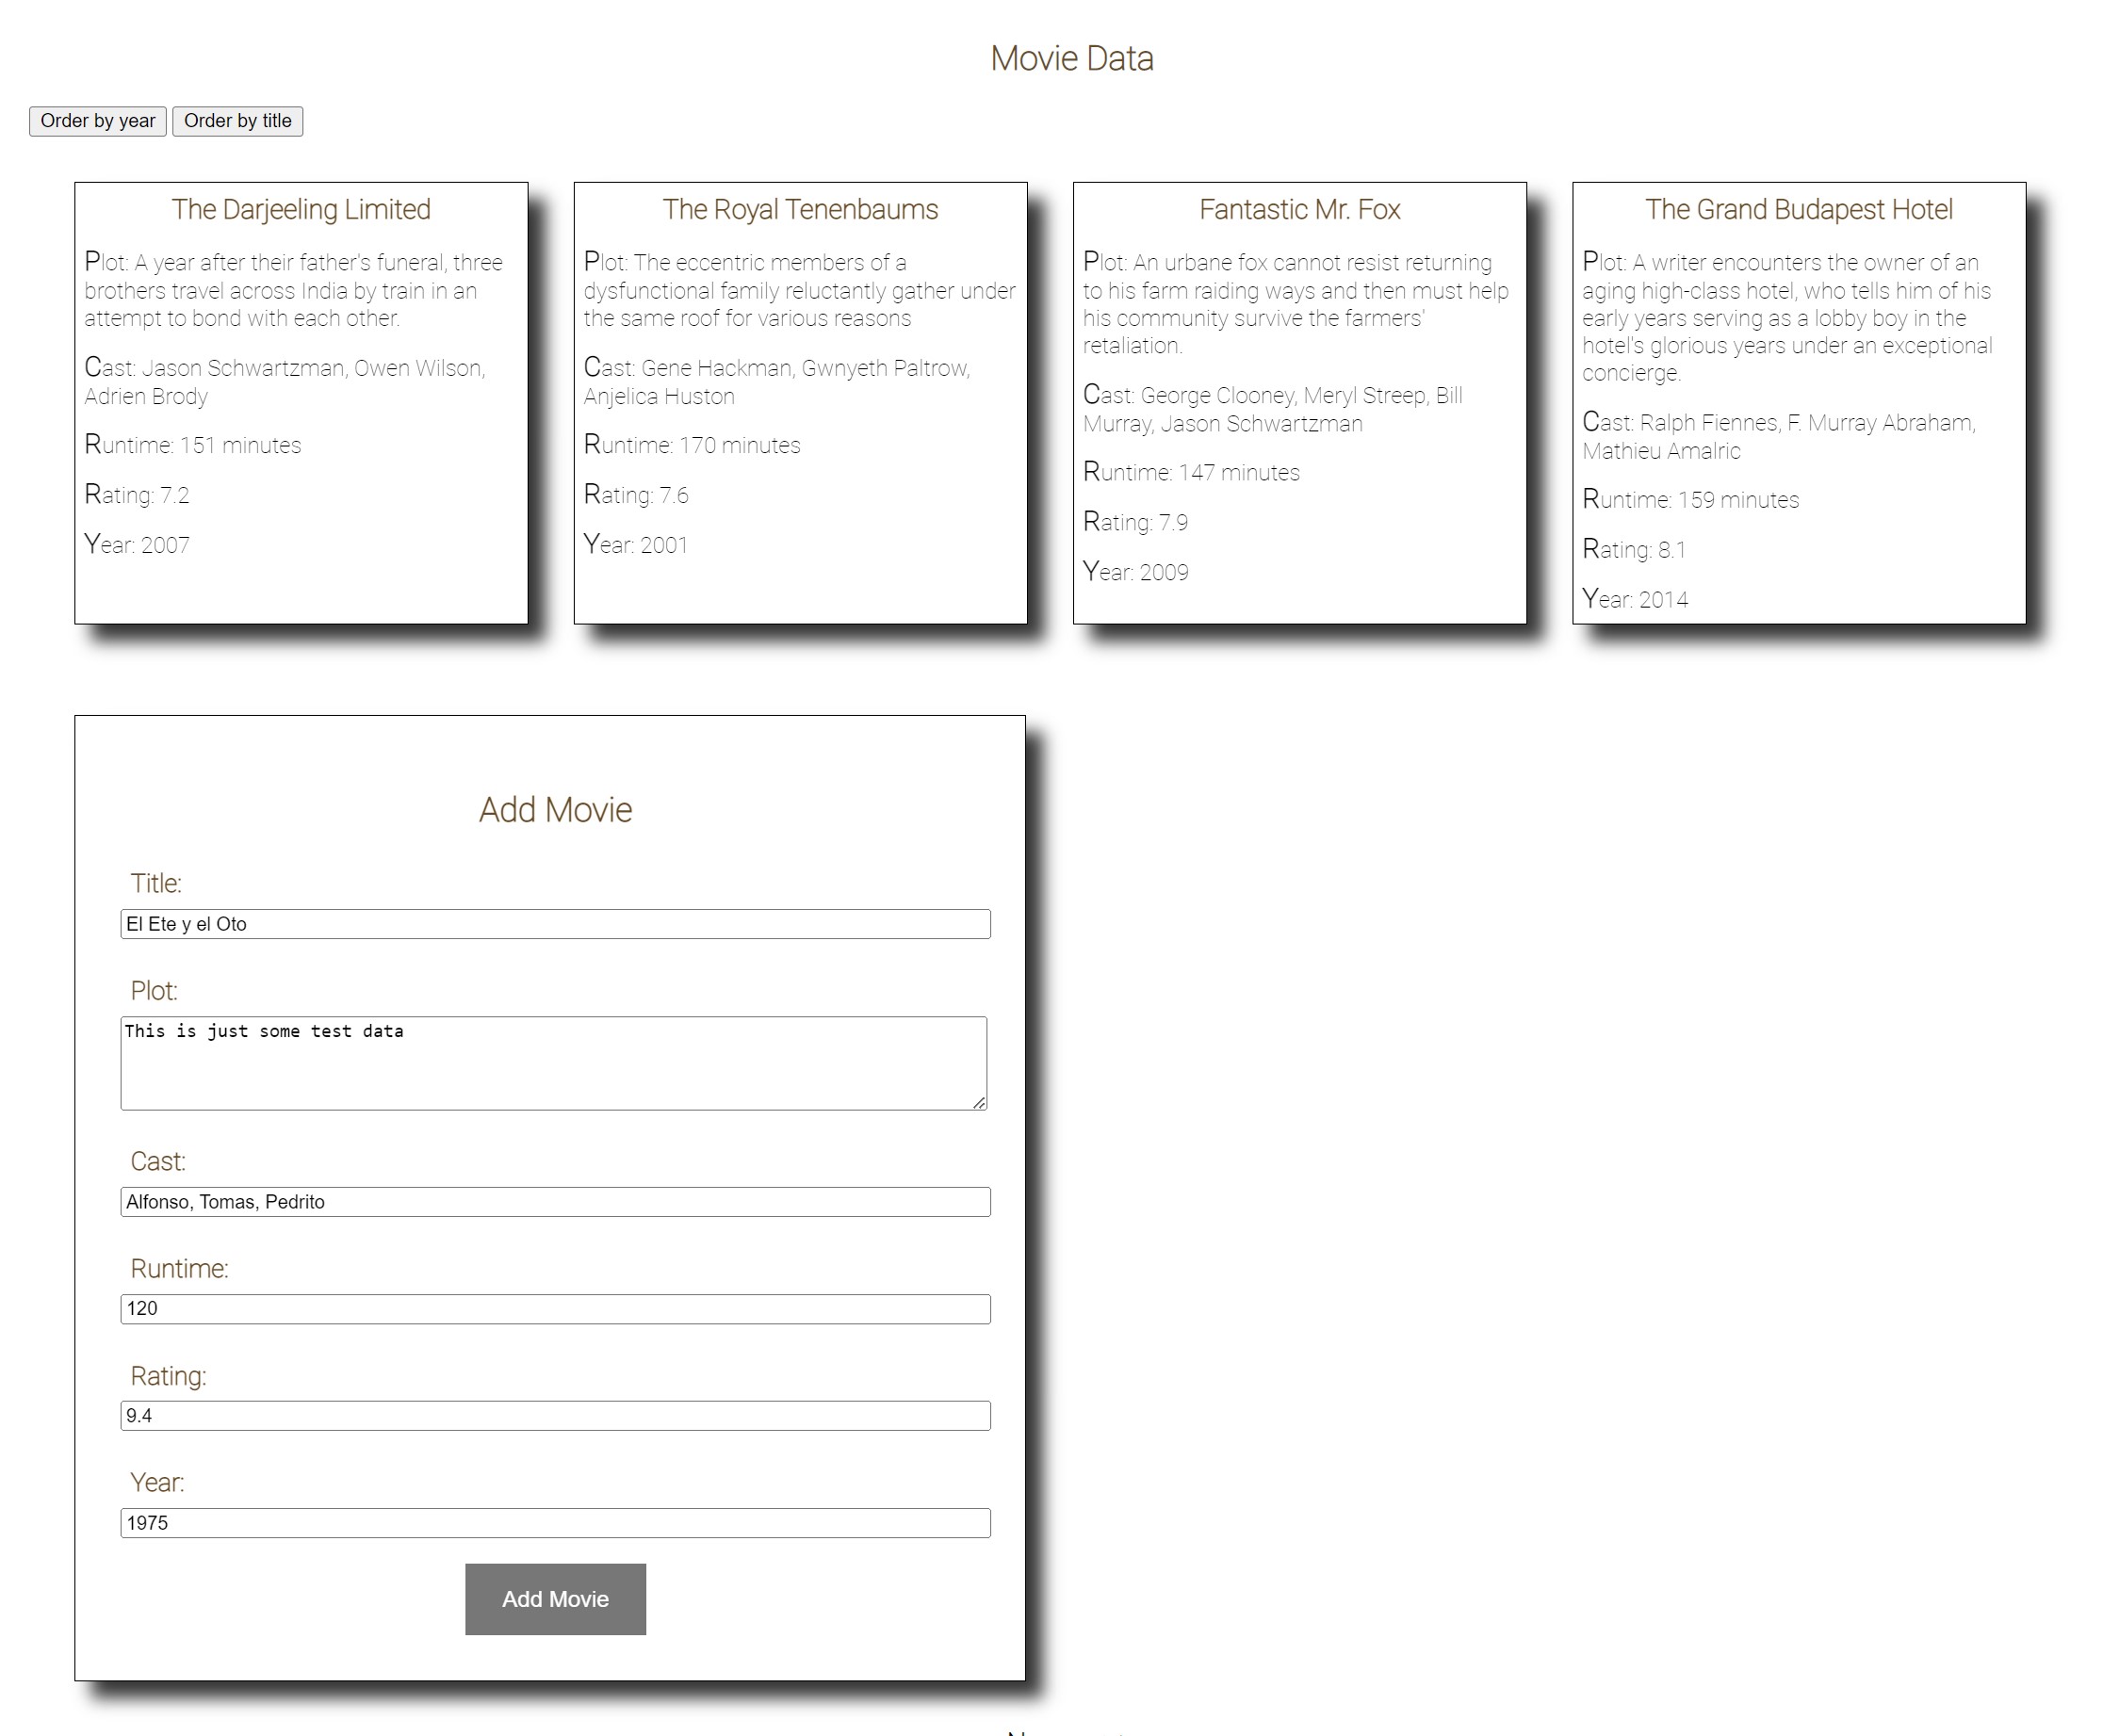 Movie Data
Order by year Order by title
The Darjeeling Limited
Plot: A year after their father's funeral, three
brothers travel across India by train in an
attempt to bond with each other.
Cast: Jason Schwartzman, Owen Wilson,
Adrien Brody
Runtime: 151 minutes
Rating: 7.2
Year: 2007
The Royal Tenenbaums
Plot: The eccentric members of a
dysfunctional family reluctantly gather under
the same roof for various reasons
Cast: Gene Hackman, Gwnyeth Paltrow,
Anjelica Huston
Runtime: 170 minutes
Rating: 7.6
Year: 2001
Fantastic Mr. Fox
Plot: An urbane fox cannot resist returning
to his farm raiding ways and then must help
his community survive the farmers'
retaliation.
Cast: George Clooney, Meryl Streep, Bill
Murray, Jason Schwartzman
Runtime: 147 minutes
Rating: 7.9
Year: 2009
The Grand Budapest Hotel
Plot: A writer encounters the owner of an
aging high-class hotel, who tells him of his
early years serving as a lobby boy in the
hotel's glorious years under an exceptional
concierge.
Cast: Ralph Fiennes, F. Murray Abraham,
Mathieu Amalric
Runtime: 159 minutes
Rating: 8.1
Year: 2014
Add Movie
Title:
El Ete y el Oto
Plot:
This is just some test data
Cast:
Alfonso, Tomas, Pedrito
Runtime:
120
Rating:
9.4
Year:
1975
Add Movie